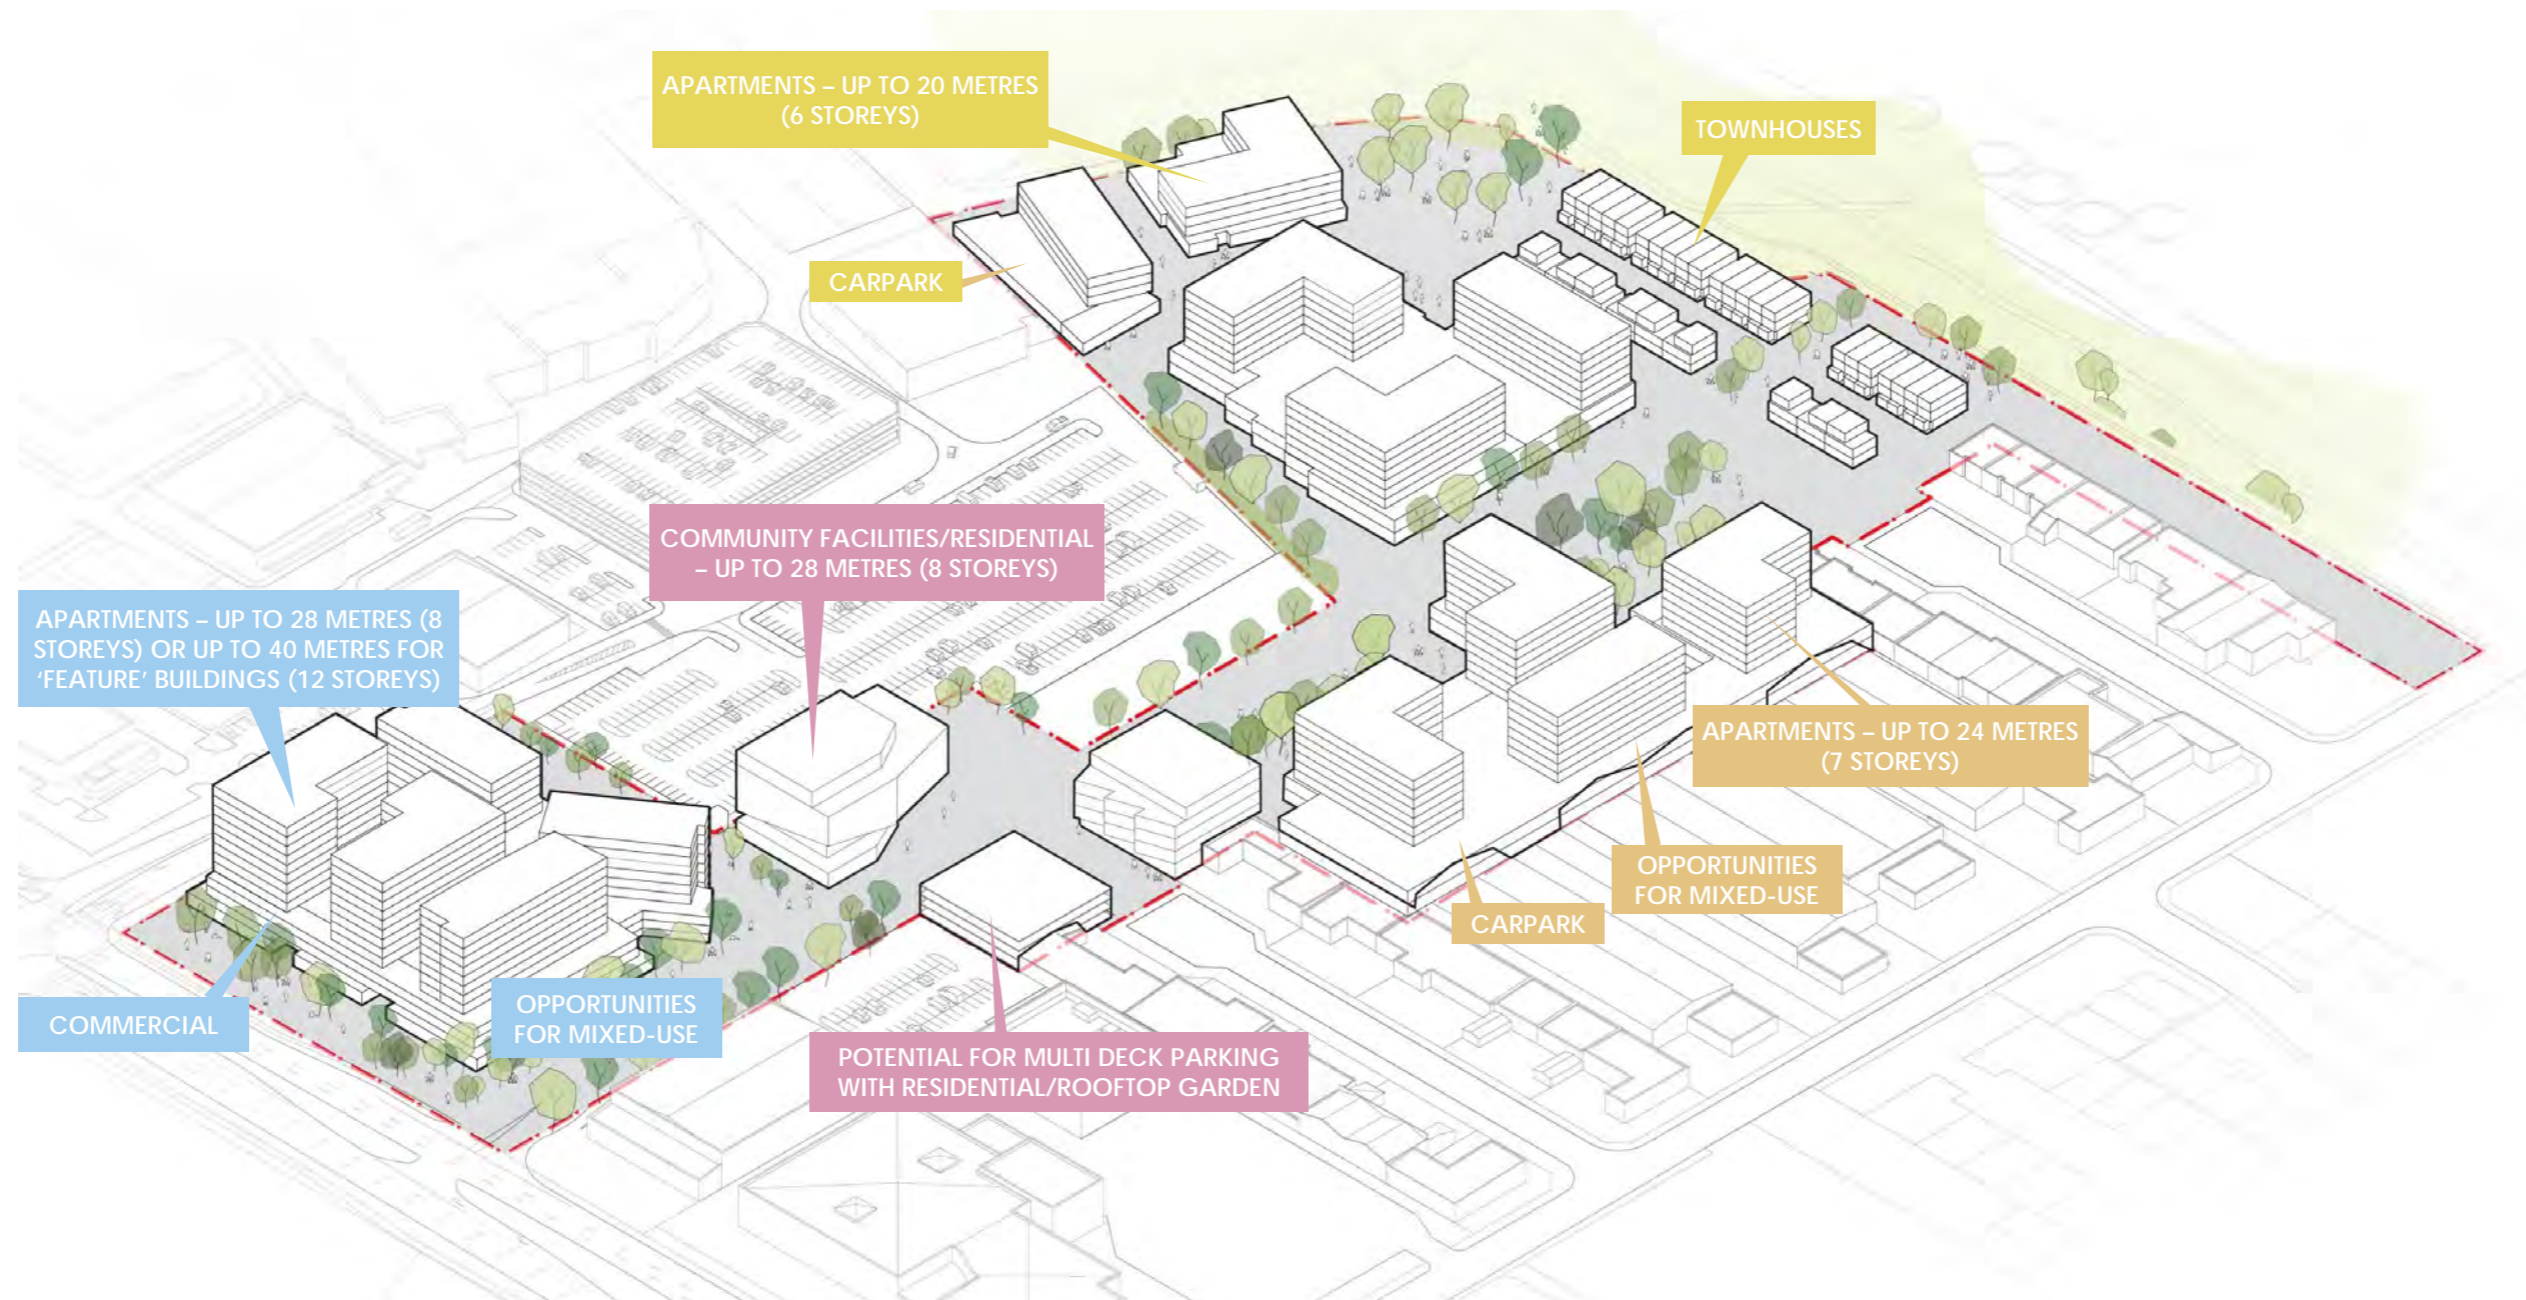 APARTMENTS – UP TO 20 METRES
(6 STOREYS)
TOWNHOUSES
CARPARK
COMMUNITY FACILITIES/RESIDENTIAL
– UP TO 28 METRES (8 STOREYS)
APARTMENTS – UP TO 28 METRES (8
STOREYS) OR UP TO 40 METRES FOR
‘FEATURE’ BUILDINGS (12 STOREYS)
APARTMENTS – UP TO 24 METRES
(7 STOREYS)
OPPORTUNITIES
FOR MIXED-USE
CARPARK
OPPORTUNITIES
FOR MIXED-USE
COMMERCIAL
POTENTIAL FOR MULTI DECK PARKING
WITH RESIDENTIAL/ROOFTOP GARDEN